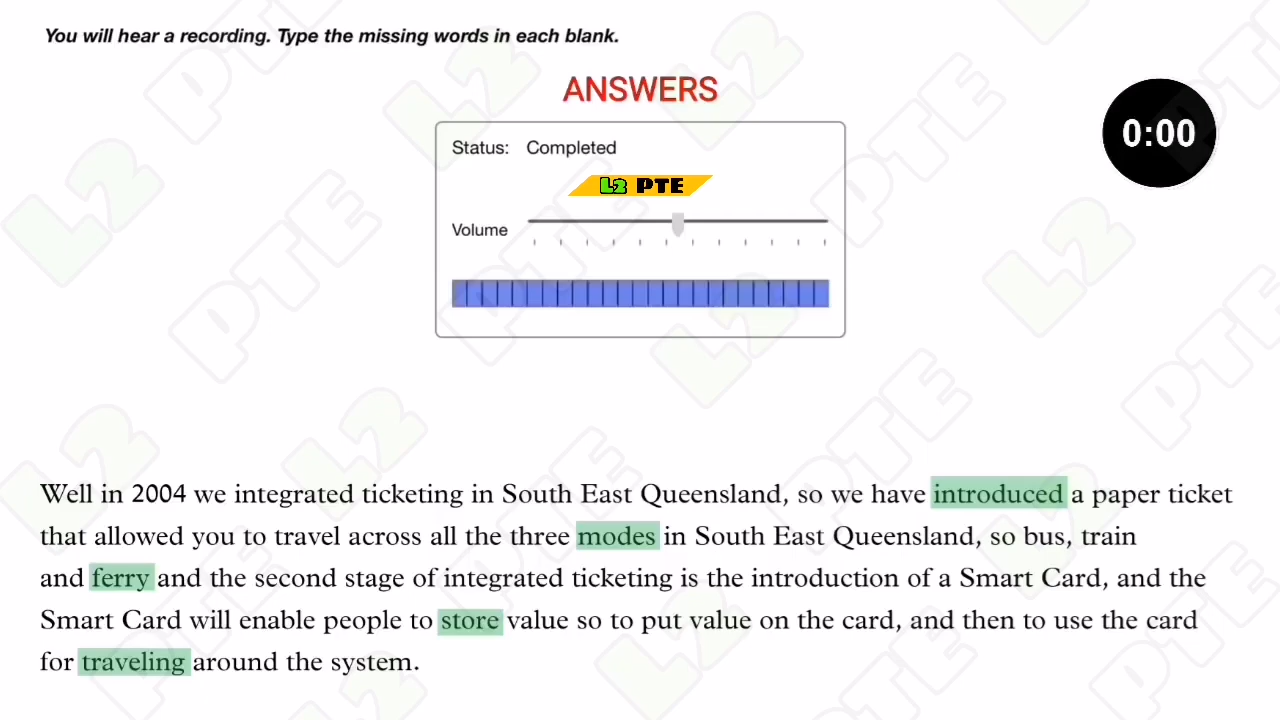 You will hear a recording. Type the missing words in each blank.
ANSWERS
0:00
Status: Completed
L2 PTE
Volume
Well in 2004 we integrated ticketing in South East Queensland, so we have introduced a paper ticket
that allowed you to travel across all the three modes in South East Queensland, so bus, train
and ferry and the second stage of integrated ticketing is the introduction of a Smart Card, and the
Smart Card will enable people to store value so to put value on the card, and then to use the card
for traveling around the system.